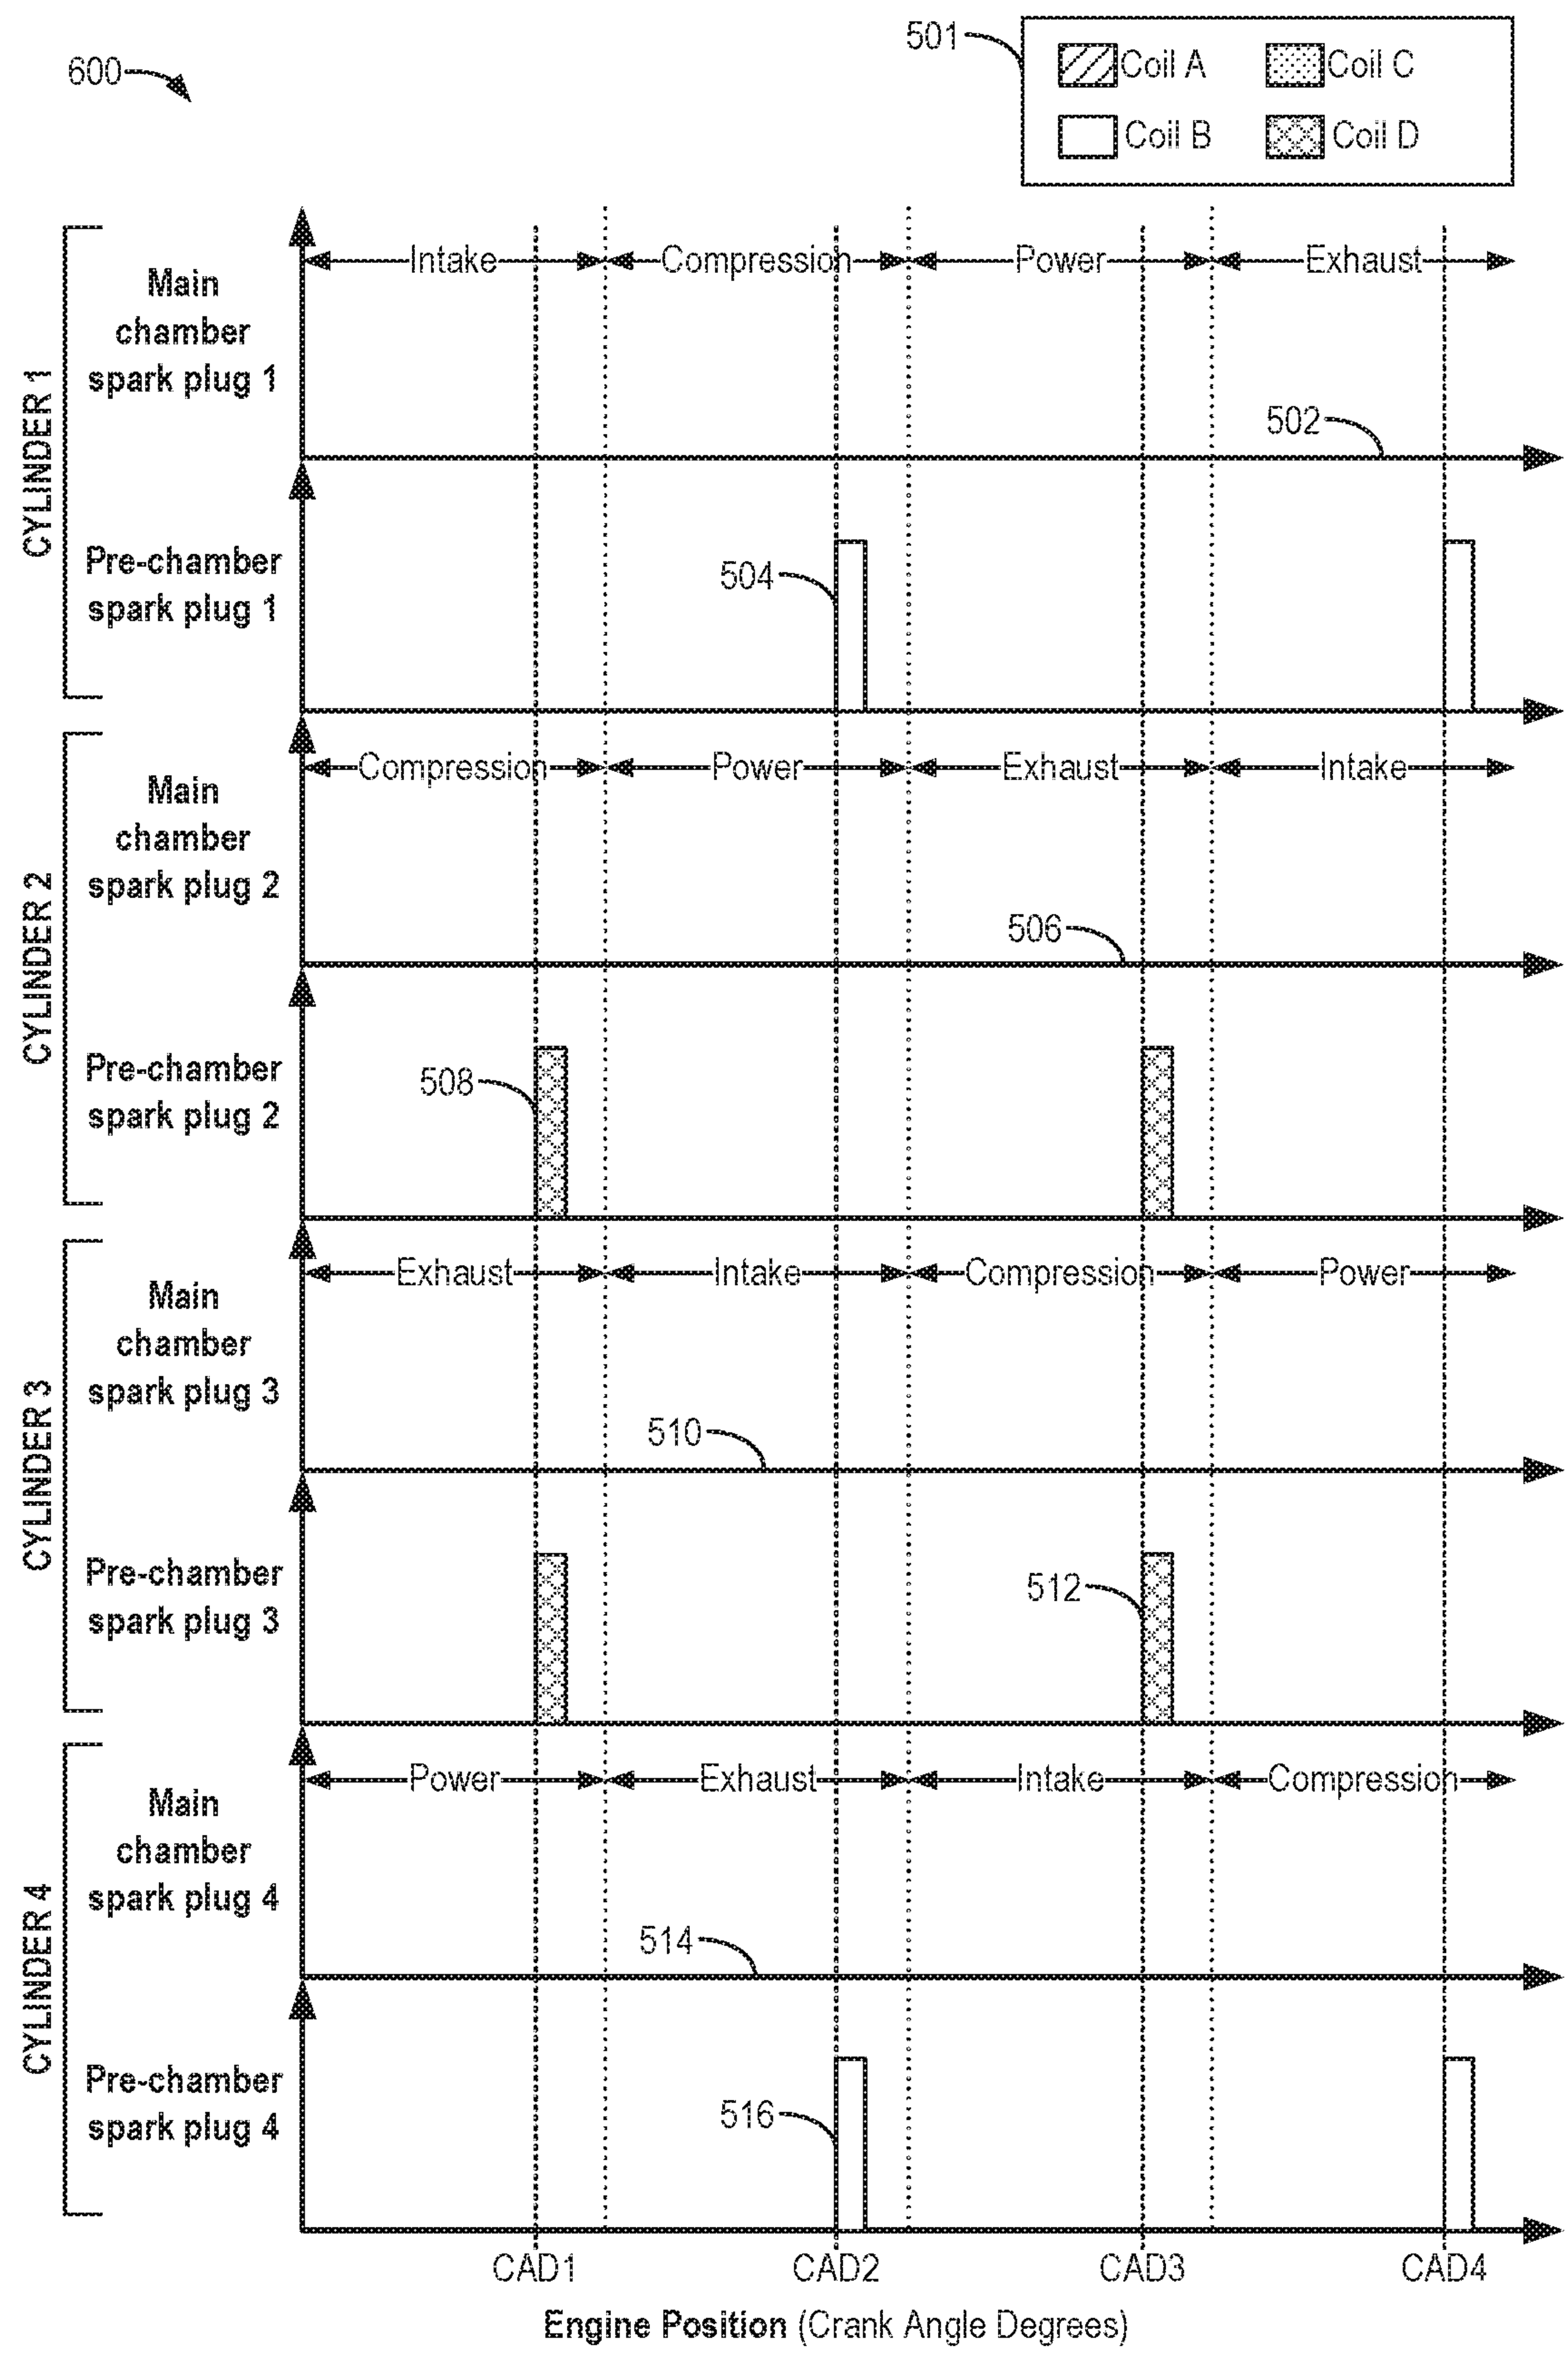 600
501
Coil A
Coil C
Coil B
Coil D
CYLINDER 1
Main
chamber
spark plug 1
Intake
Compression
Power
Exhaust
502
Pre-chamber
spark plug 1
504
CYLINDER 2
Main
chamber
spark plug 2
Compression
Power
Exhaust
Intake
506
Pre-chamber
spark plug 2
508
CYLINDER 3
Main
chamber
spark plug 3
Exhaust
Intake
Compression
Power
510
Pre-chamber
spark plug 3
512
CYLINDER 4
Main
chamber
spark plug 4
Power
Exhaust
Intake
Compression
514
Pre-chamber
spark plug 4
516
CAD1
CAD2
CAD3
CAD4
Engine Position (Crank Angle Degrees)